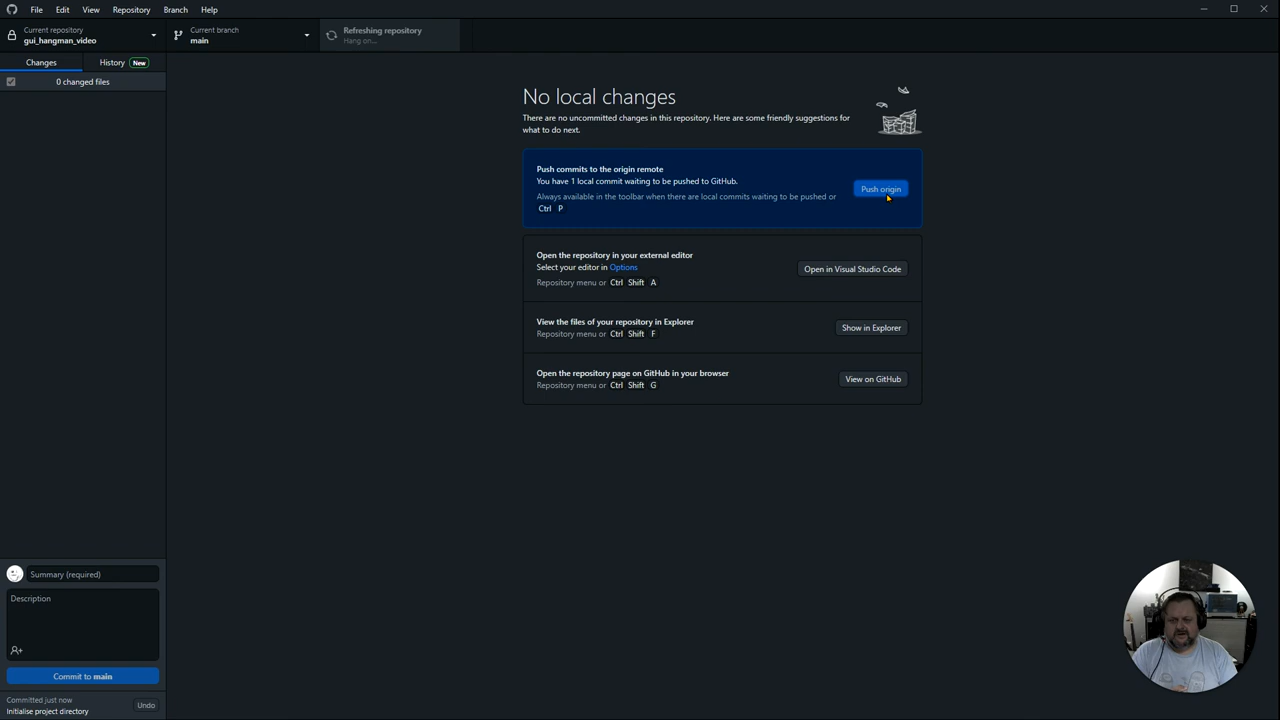 File Edit View Repository Branch Help
Current repository
gui_hangman_video
Current branch
main
Refreshing repository
Hang on...
Changes
History New
0 changed files
No local changes
There are no uncommitted changes in this repository. Here are some friendly suggestions for
what to do next.
Push commits to the origin remote
You have 1 local commit waiting to be pushed to GitHub.
Always available in the toolbar when there are local commits waiting to be pushed or
Ctrl P
Push origin
Open the repository in your external editor
Select your editor in Options
Repository menu or Ctrl Shift A
Open in Visual Studio Code
View the files of your repository in Explorer
Repository menu or Ctrl Shift F
Show in Explorer
Open the repository page on GitHub in your browser
Repository menu or Ctrl Shift G
View on GitHub
Summary (required)
Description
Commit to main
Committed just now
Initialise project directory
Undo